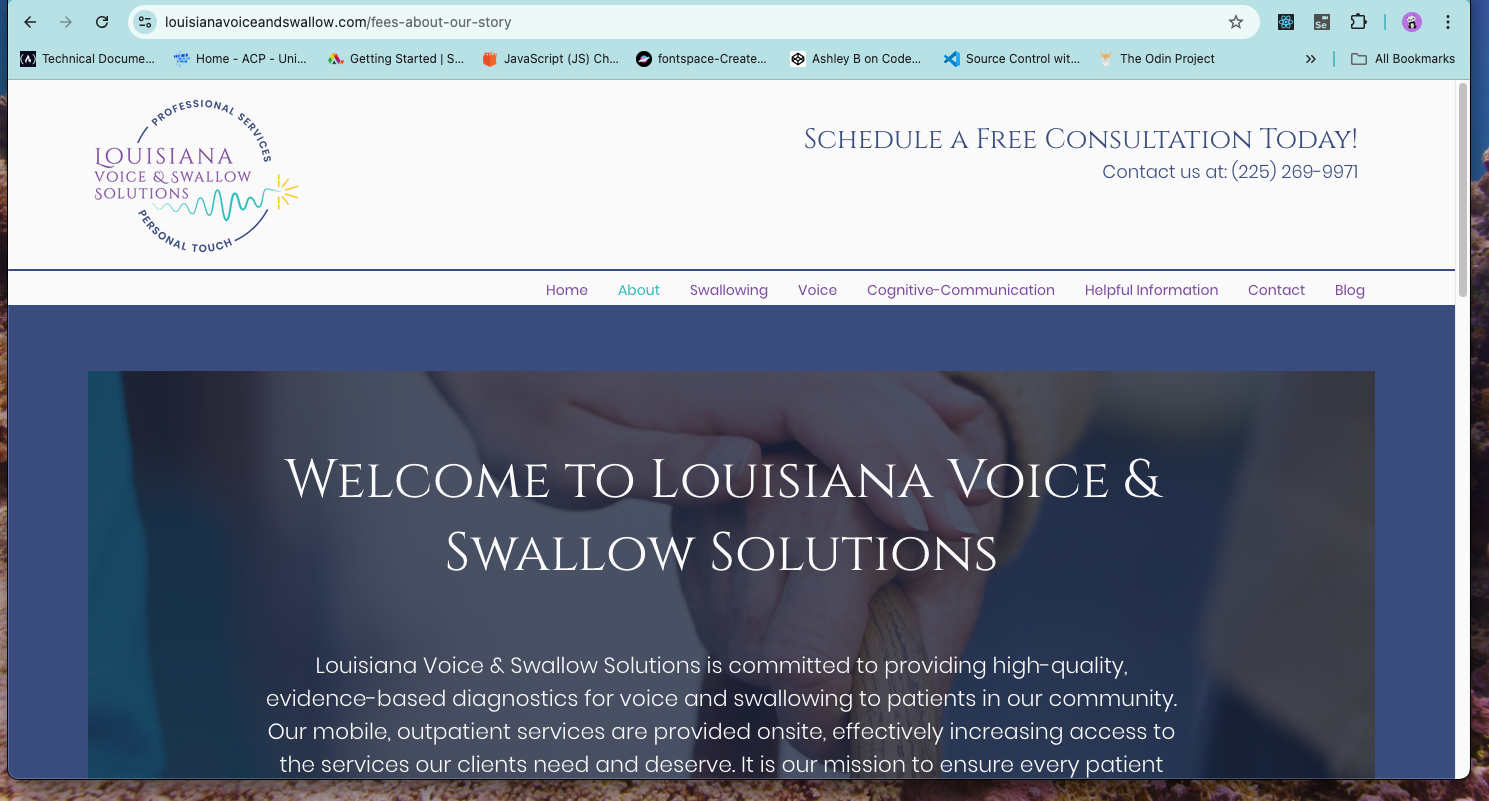 louisianavoiceandswallow.com/fees-about-our-story
Technical Docume...
Home - ACP - Uni...
Getting Started | S...
JavaScript (JS) Ch...
fontspace-Create...
Ashley B on Code...
Source Control wit...
The Odin Project
All Bookmarks
PROFESSIONAL SERVICES
LOUISIANA
VOICE & SWALLOW
SOLUTIONS
PERSONAL TOUCH
Schedule a Free Consultation Today!
Contact us at: (225) 269-9971
Home About Swallowing Voice Cognitive-Communication Helpful Information Contact Blog
Welcome to Louisiana Voice &
Swallow Solutions
Louisiana Voice & Swallow Solutions is committed to providing high-quality,
evidence-based diagnostics for voice and swallowing to patients in our community.
Our mobile, outpatient services are provided onsite, effectively increasing access to
the services our clients need and deserve. It is our mission to ensure every patient